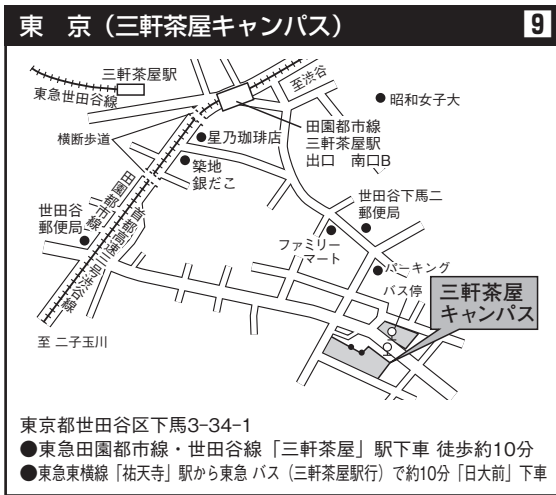 東　京（三軒茶屋キャンパス）
9
三軒茶屋駅
東急世田谷線
至渋谷
昭和女子大
横断歩道
星乃珈琲店
田園都市線
三軒茶屋駅
出口　南口B
築地
銀だこ
田園都市線
首都高速三号渋谷線
世田谷
郵便局
世田谷下馬二
郵便局
ファミリー
マート
パーキング
バス停
三軒茶屋
キャンパス
至 二子玉川
東京都世田谷区下馬3-34-1
●東急田園都市線・世田谷線「三軒茶屋」駅下車 徒歩約10分
●東急東横線「祐天寺」駅から東急 バス（三軒茶屋駅行）で約10分「日大前」下車